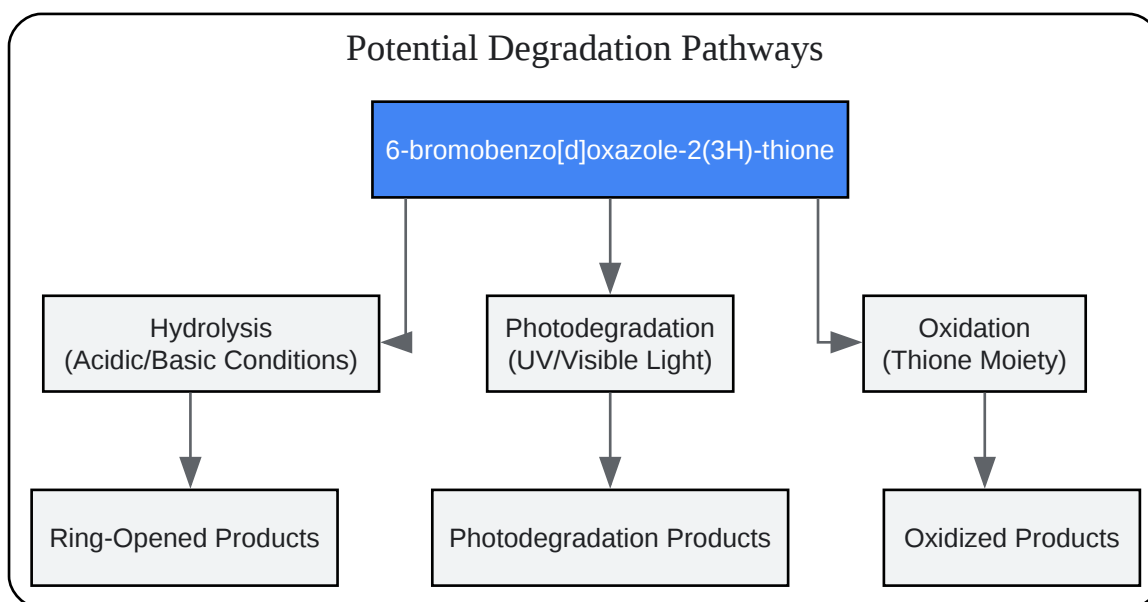 Potential Degradation Pathways
6-bromobenzo[d]oxazole-2(3H)-thione
Hydrolysis
(Acidic/Basic Conditions)
Photodegradation
(UV/Visible Light)
Oxidation
(Thione Moiety)
Ring-Opened Products
Photodegradation Products
Oxidized Products